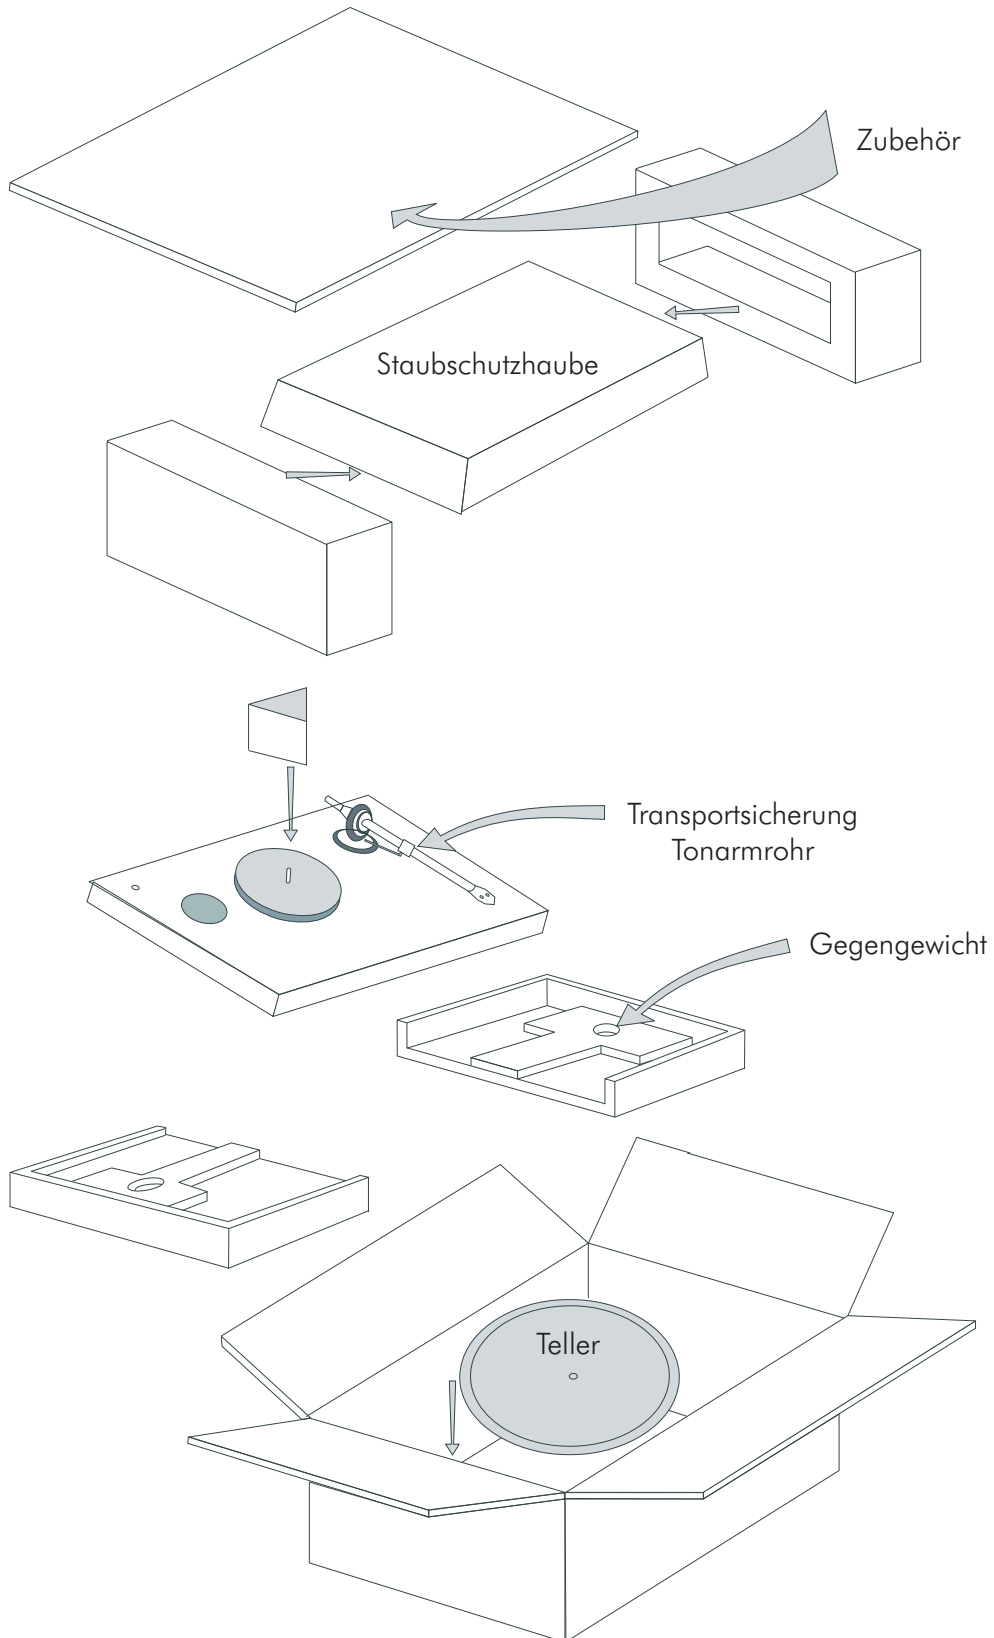 Zubehör
Staubschutzhaube
Transportsicherung
Tonarmrohr
Gegengewicht
Teller